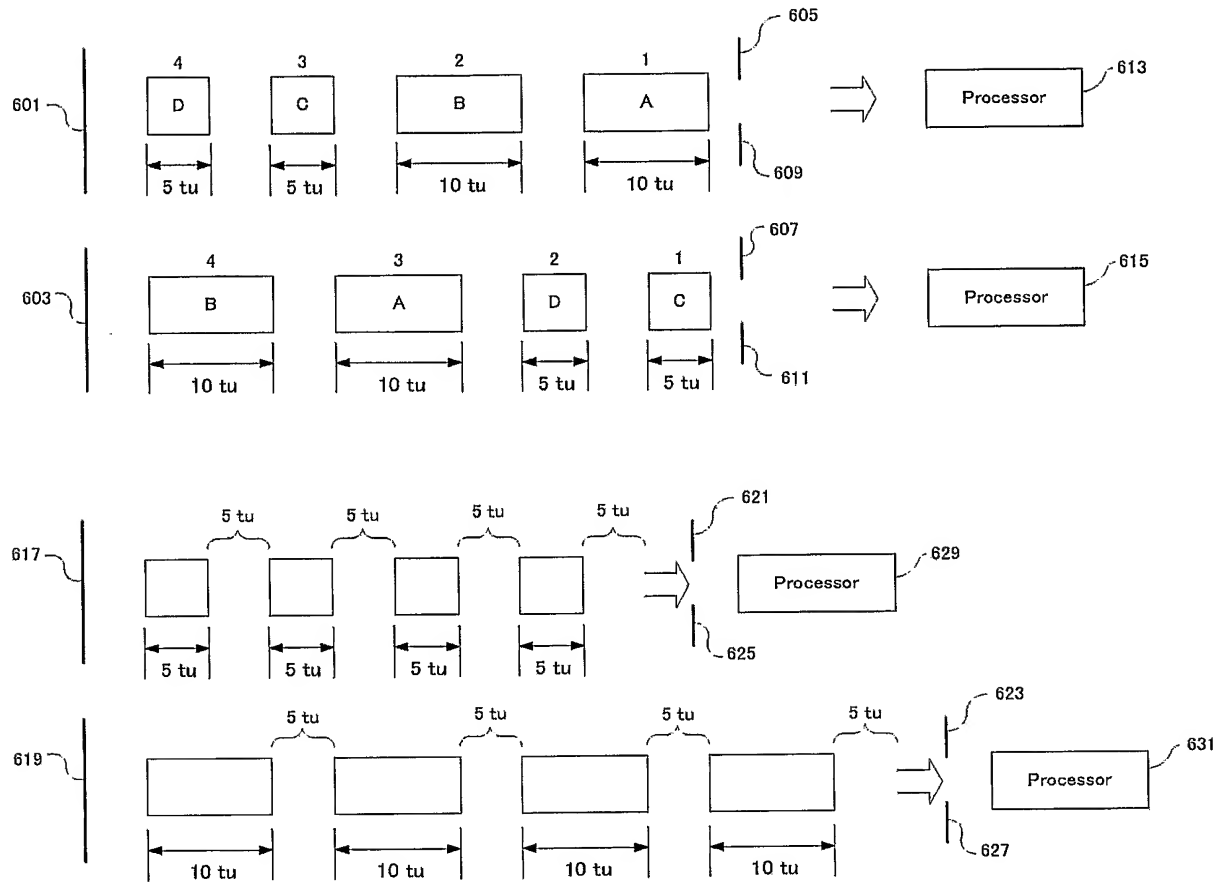 605
4 3 2 1
613
601 D C B A Processor
609
5 tu 5 tu 10 tu 10 tu
607
4 3 2 1
615
603 B A D C Processor
611
10 tu 10 tu 5 tu 5 tu
621
5 tu 5 tu 5 tu 5 tu
617 629
Processor
625
5 tu 5 tu 5 tu 5 tu
623
5 tu 5 tu 5 tu 5 tu
619 631
Processor
627
10 tu 10 tu 10 tu 10 tu